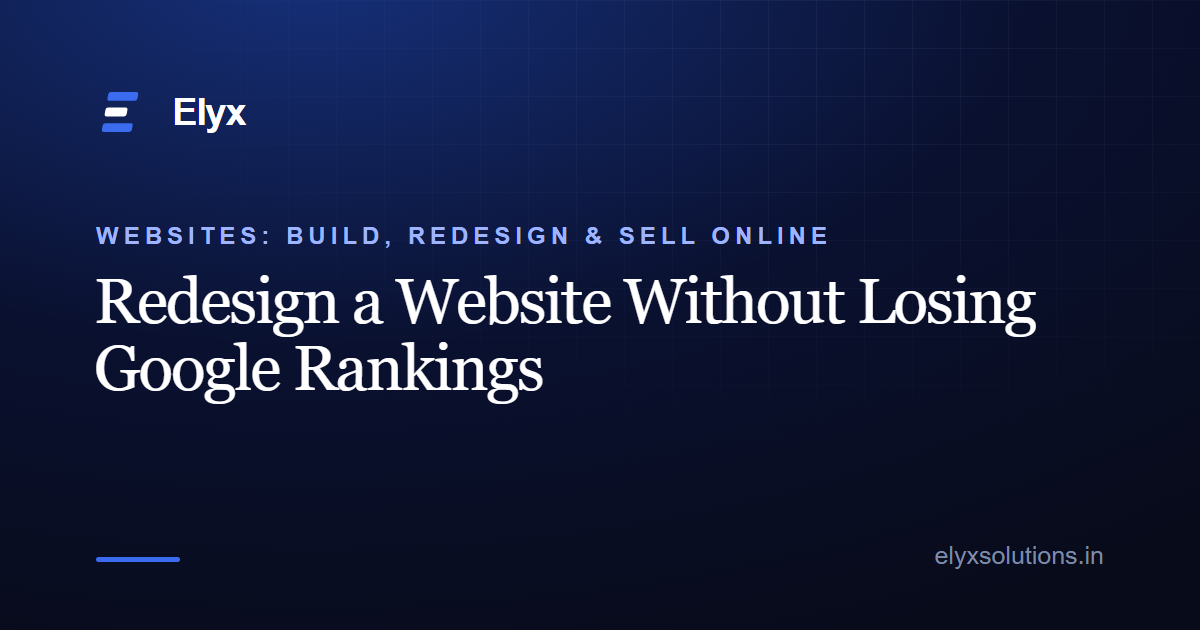 Elyx
WEBSITES: BUILD, REDESIGN & SELL ONLINE
Redesign a Website Without Losing
Google Rankings
elyxsolutions.in